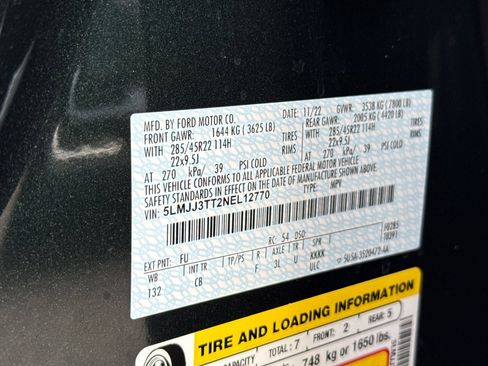 MFD. BY FORD MOTOR CO.
11/22 GVWR: 3538 KG (7800 LB)
FRONT GAWR: 1644 KG (3625 LB) REAR GAWR: 2005 KG (4420 LB)
WITH 285/45R22 114H TIRES WITH 285/45R22 114H
22x9.5J RIMS 22x9.5J
AT 270 kPa/ 39 PSI COLD AT 270 kPa/ 39 PSI COLD
THIS VEHICLE CONFORMS TO ALL APPLICABLE FEDERAL MOTOR VEHICLE
SAFETY STANDARDS IN EFFECT ON THE DATE OF MANUFACTURE SHOWN ABOVE.
VIN: 5LMJJ3TT2NEL12770
TYPE: MPV
EXT PNT: FU RC: 54 DSO:
WB INT TR TP/PS R AXLE TR SPR
132 CB F 3L U KKKK
ULC
5U5A-3520472-AA
TIRE AND LOADING INFORMATION
TOTAL: 7 FRONT: 2 REAR: 5
748 kg or 1650 lbs.